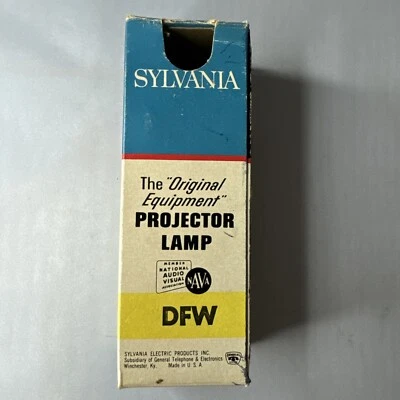 SYLVANIA
The "Original
Equipment"
PROJECTOR
LAMP
MEMBER
NATIONAL
AUDIO
VISUAL
ASSOCIATION
NAVA
DFW
SYLVANIA ELECTRIC PRODUCTS INC.
Subsidiary of General Telephone & Electronics
Winchester, Ky. Made in U S A